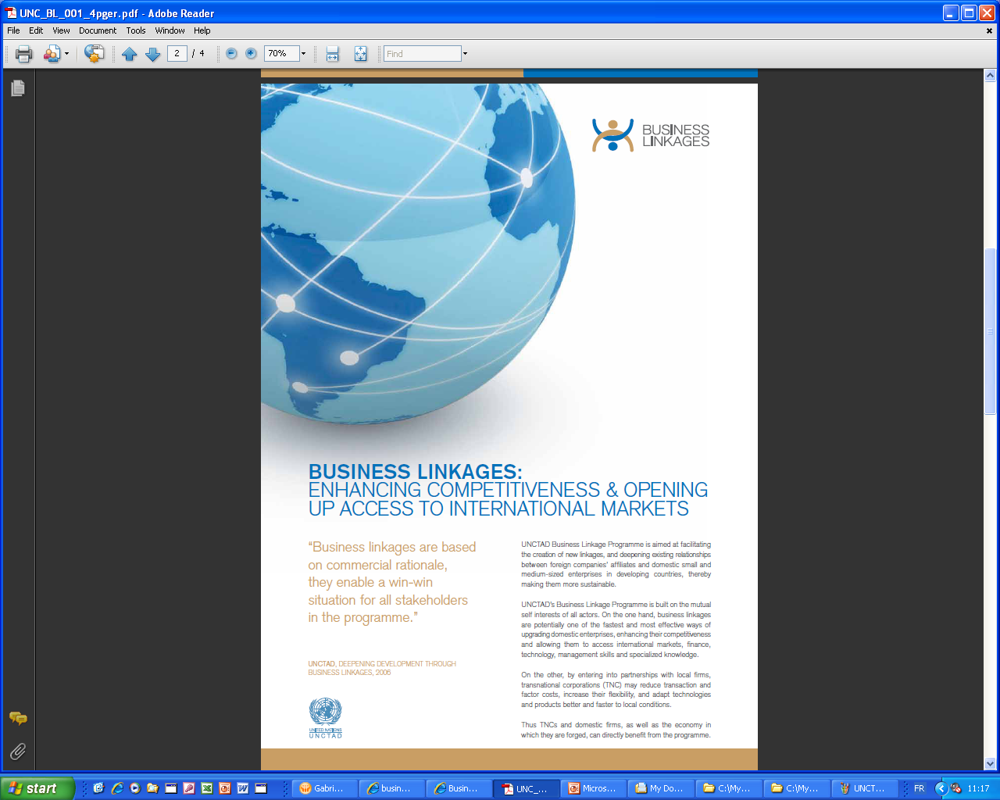 UNC_BL_001_4pger.pdf - Adobe Reader
File Edit View Document Tools Window Help
2 / 4 70% Find
BUSINESS
LINKAGES
BUSINESS LINKAGES:
ENHANCING COMPETITIVENESS & OPENING
UP ACCESS TO INTERNATIONAL MARKETS
“Business linkages are based
on commercial rationale,
they enable a win-win
situation for all stakeholders
in the programme.”
UNCTAD, DEEPENING DEVELOPMENT THROUGH
BUSINESS LINKAGES, 2006
UNITED NATIONS
UNCTAD
UNCTAD Business Linkage Programme is aimed at facilitating
the creation of new linkages, and deepening existing relationships
between foreign companies’ affiliates and domestic small and
medium-sized enterprises in developing countries, thereby
making them more sustainable.
UNCTAD’s Business Linkage Programme is built on the mutual
self interests of all actors. On the one hand, business linkages
are potentially one of the fastest and most effective ways of
upgrading domestic enterprises, enhancing their competitiveness
and allowing them to access international markets, finance,
technology, management skills and specialized knowledge.
On the other, by entering into partnerships with local firms,
transnational corporations (TNC) may reduce transaction and
factor costs, increase their flexibility, and adapt technologies
and products better and faster to local conditions.
Thus TNCs and domestic firms, as well as the economy in
which they are forged, can directly benefit from the programme.
start Gabri... busin... Busin... UNC_... Micros... My Do... C:\My... C:\My... UNCT... FR 11:17